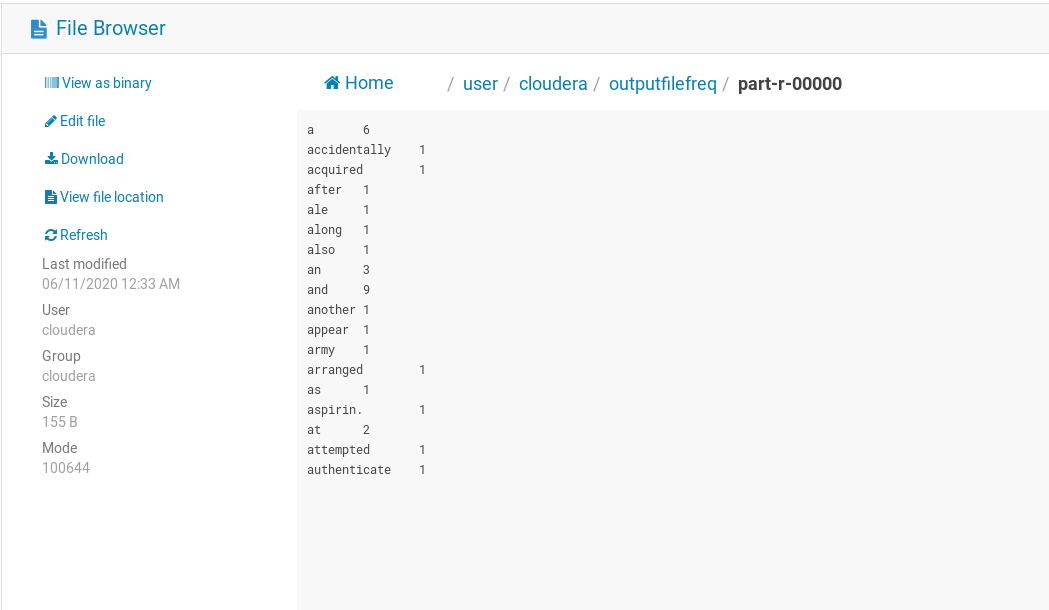 File Browser
View as binary
Edit file
Download
View file location
Refresh
Last modified
06/11/2020 12:33 AM
User
cloudera
Group
cloudera
Size
155 B
Mode
100644
Home / user / cloudera / outputfilefreq / part-r-00000
a 6
accidentally 1
acquired 1
after 1
ale 1
along 1
also 1
an 3
and 9
another 1
appear 1
army 1
arranged 1
as 1
aspirin. 1
at 2
attempted 1
authenticate 1